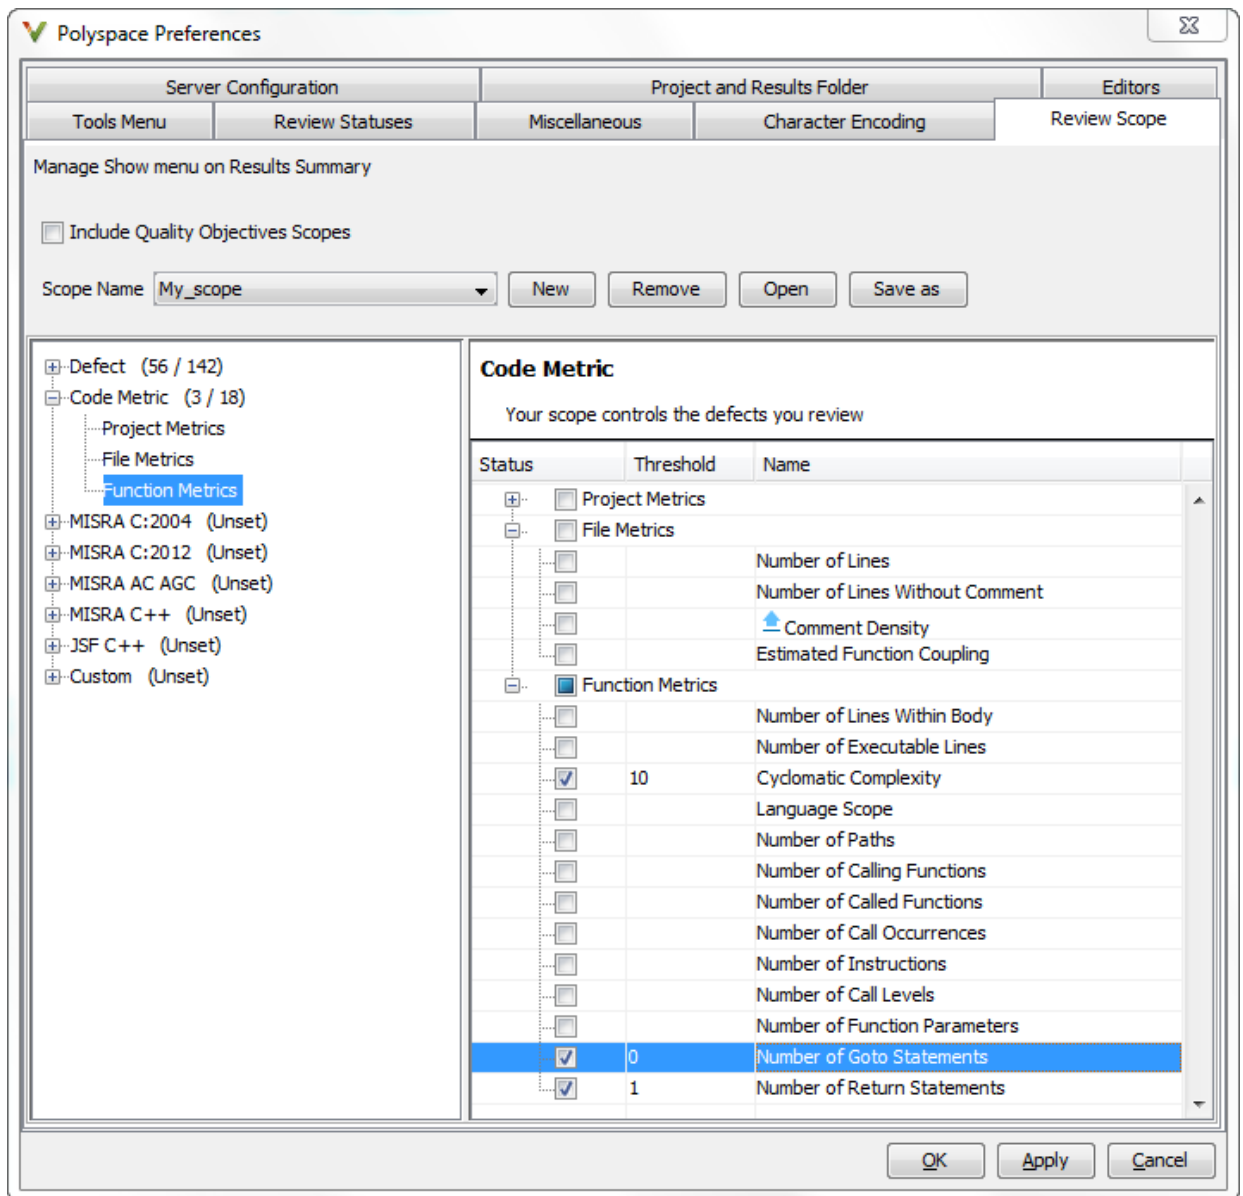 Polyspace Preferences
Server Configuration Project and Results Folder Editors
Tools Menu Review Statuses Miscellaneous Character Encoding Review Scope
Manage Show menu on Results Summary
Include Quality Objectives Scopes
Scope Name My_scope New Remove Open Save as
Defect (56 / 142)
Code Metric (3 / 18)
Project Metrics
File Metrics
Function Metrics
MISRA C:2004 (Unset)
MISRA C:2012 (Unset)
MISRA AC AGC (Unset)
MISRA C++ (Unset)
JSF C++ (Unset)
Custom (Unset)
Code Metric
Your scope controls the defects you review
Status Threshold Name
Project Metrics
File Metrics
Number of Lines
Number of Lines Without Comment
Comment Density
Estimated Function Coupling
Function Metrics
Number of Lines Within Body
Number of Executable Lines
10 Cyclomatic Complexity
Language Scope
Number of Paths
Number of Calling Functions
Number of Called Functions
Number of Call Occurrences
Number of Instructions
Number of Call Levels
Number of Function Parameters
0 Number of Goto Statements
1 Number of Return Statements
OK Apply Cancel